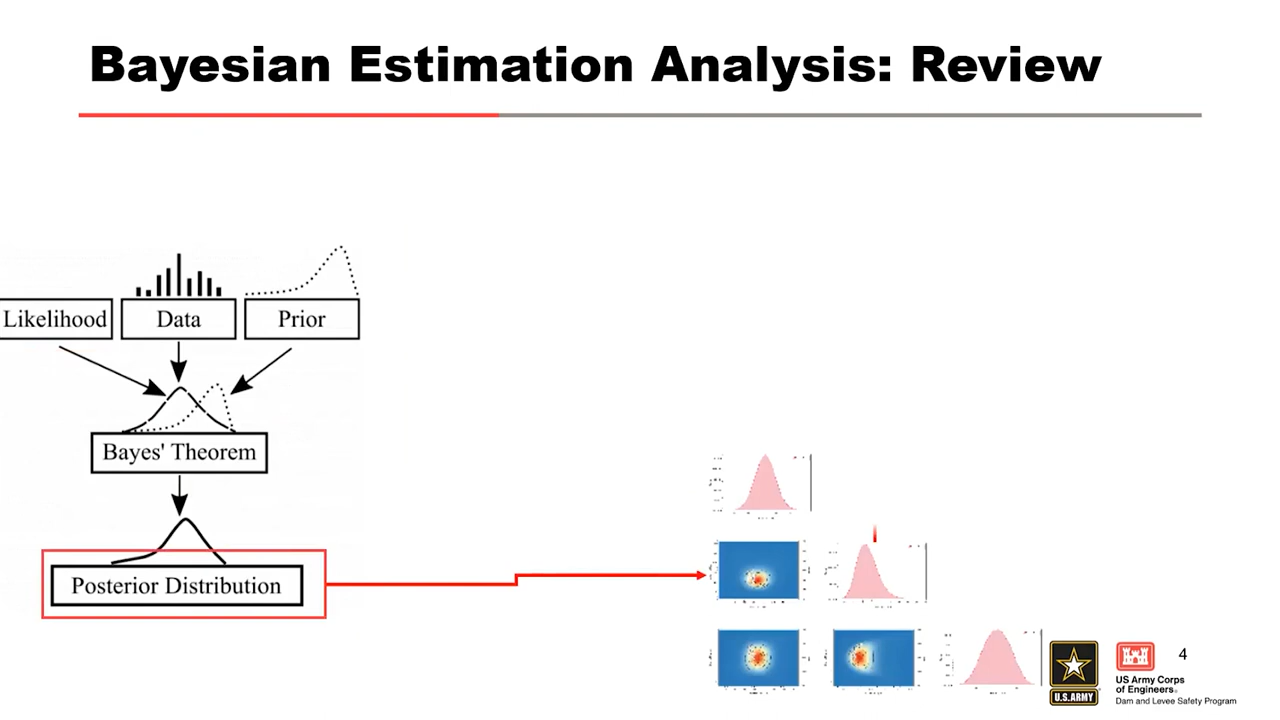 Bayesian Estimation Analysis: Review
Likelihood
Data
Prior
Bayes' Theorem
Posterior Distribution
4
U.S.ARMY
US Army Corps
of Engineers®
Dam and Levee Safety Program